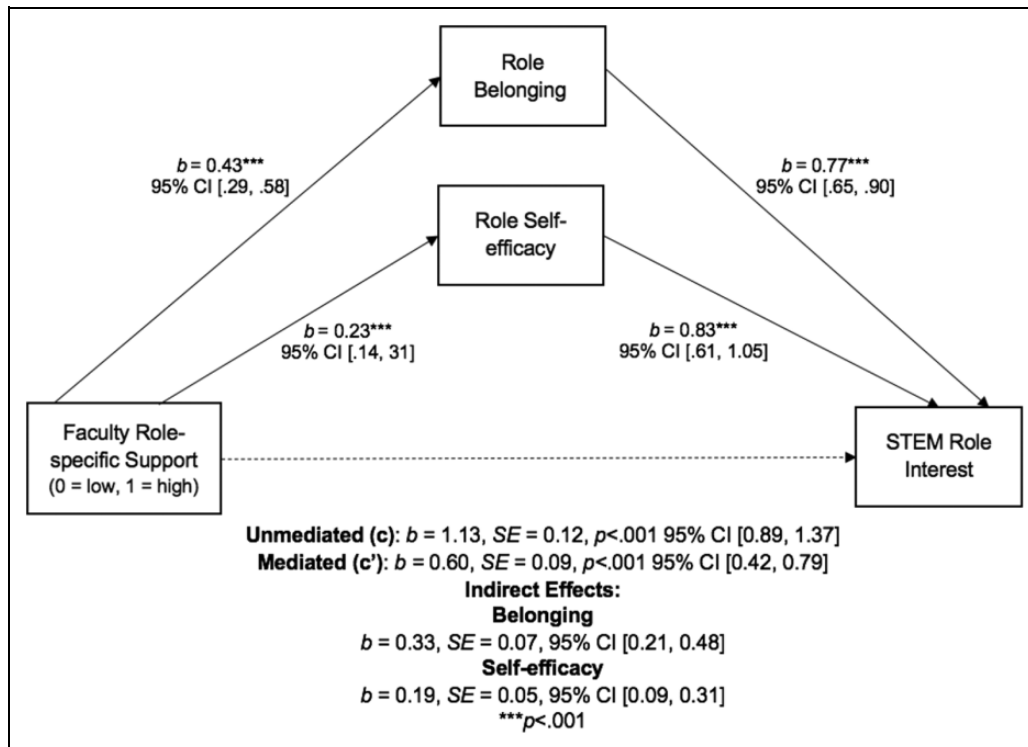 Role
Belonging
b = 0.43***
95% CI [.29, .58]
b = 0.77***
95% CI [.65, .90]
Role Self-
efficacy
b = 0.23***
95% CI [.14, 31]
b = 0.83***
95% CI [.61, 1.05]
Faculty Role-
specific Support
(0 = low, 1 = high)
STEM Role
Interest
Unmediated (c): b = 1.13, SE = 0.12, p<.001 95% CI [0.89, 1.37]
Mediated (c'): b = 0.60, SE = 0.09, p<.001 95% CI [0.42, 0.79]
Indirect Effects:
Belonging
b = 0.33, SE = 0.07, 95% CI [0.21, 0.48]
Self-efficacy
b = 0.19, SE = 0.05, 95% CI [0.09, 0.31]
***p<.001